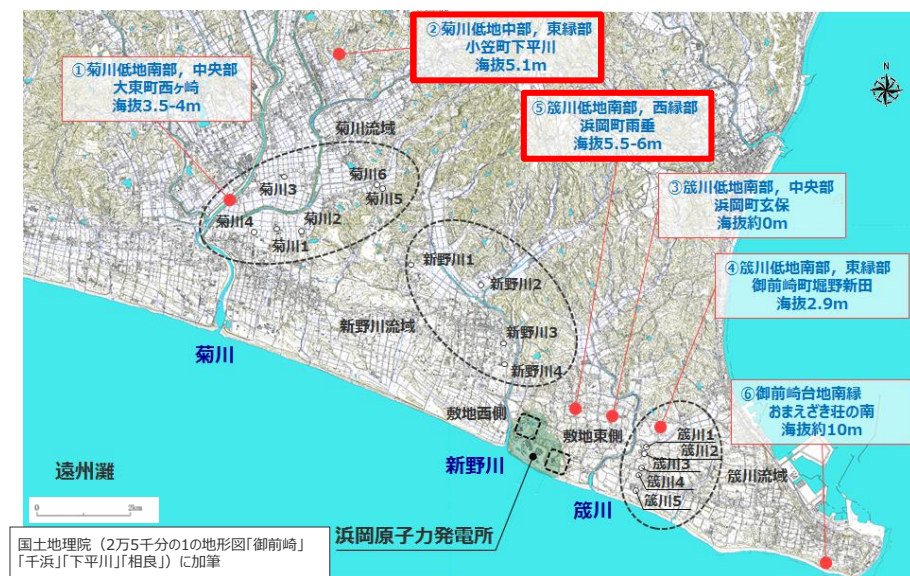 ②菊川低地中部，東縁部
小笠町下平川
海抜5.1m
①菊川低地南部，中央部
大東町西ヶ崎
海抜3.5-4m
⑤筬川低地南部，西縁部
浜岡町雨垂
海抜5.5-6m
N
菊川流域
菊川3
菊川6
菊川5
菊川4
菊川2
菊川1
③筬川低地南部，中央部
浜岡町玄保
海抜約0m
新野川1
新野川2
④筬川低地南部，東縁部
御前崎町堀野新田
海抜2.9m
新野川流域
新野川3
新野川4
菊川
⑥御前崎台地南縁
おまえざき荘の南
海抜約10m
敷地西側
敷地東側
筬川1
筬川2
筬川3
筬川4
筬川5
筬川流域
遠州灘
新野川
筬川
0 2km
浜岡原子力発電所
国土地理院（2万5千分の1の地形図「御前崎」
「千浜」「下平川」「相良」）に加筆